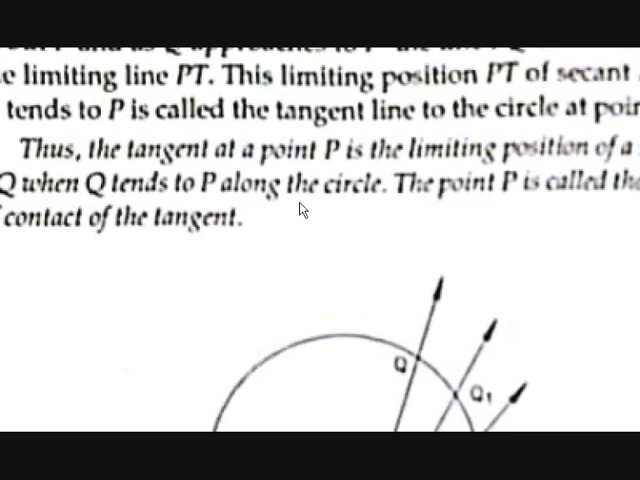 e limiting line PT. This limiting position PT of secant
tends to P is called the tangent line to the circle at
Thus, the tangent at a point P is the limiting position of a
Q when Q tends to P along the circle. The point P is called
contact of the tangent.
Q
Q1